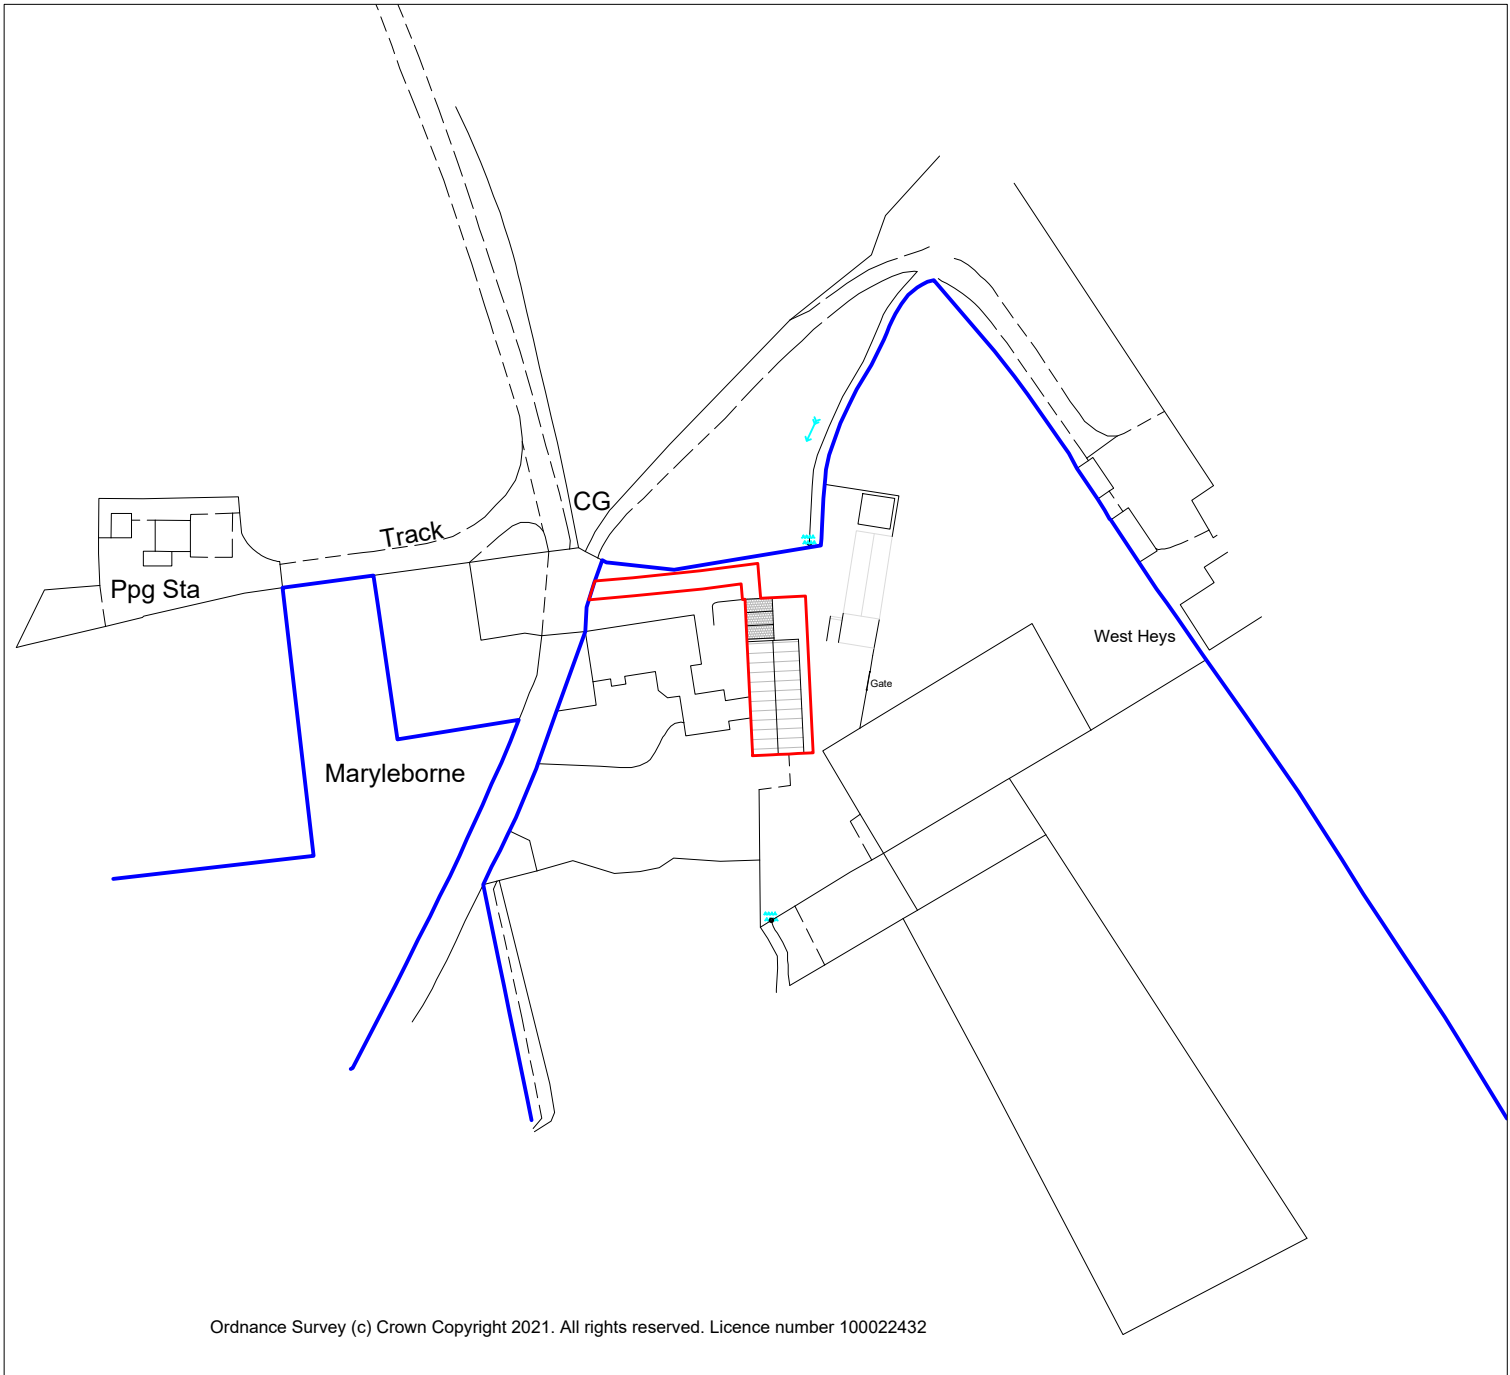 CG
Track
Ppg Sta
West Heys
Gate
Maryleborne
Ordnance Survey (c) Crown Copyright 2021. All rights reserved. Licence number 100022432